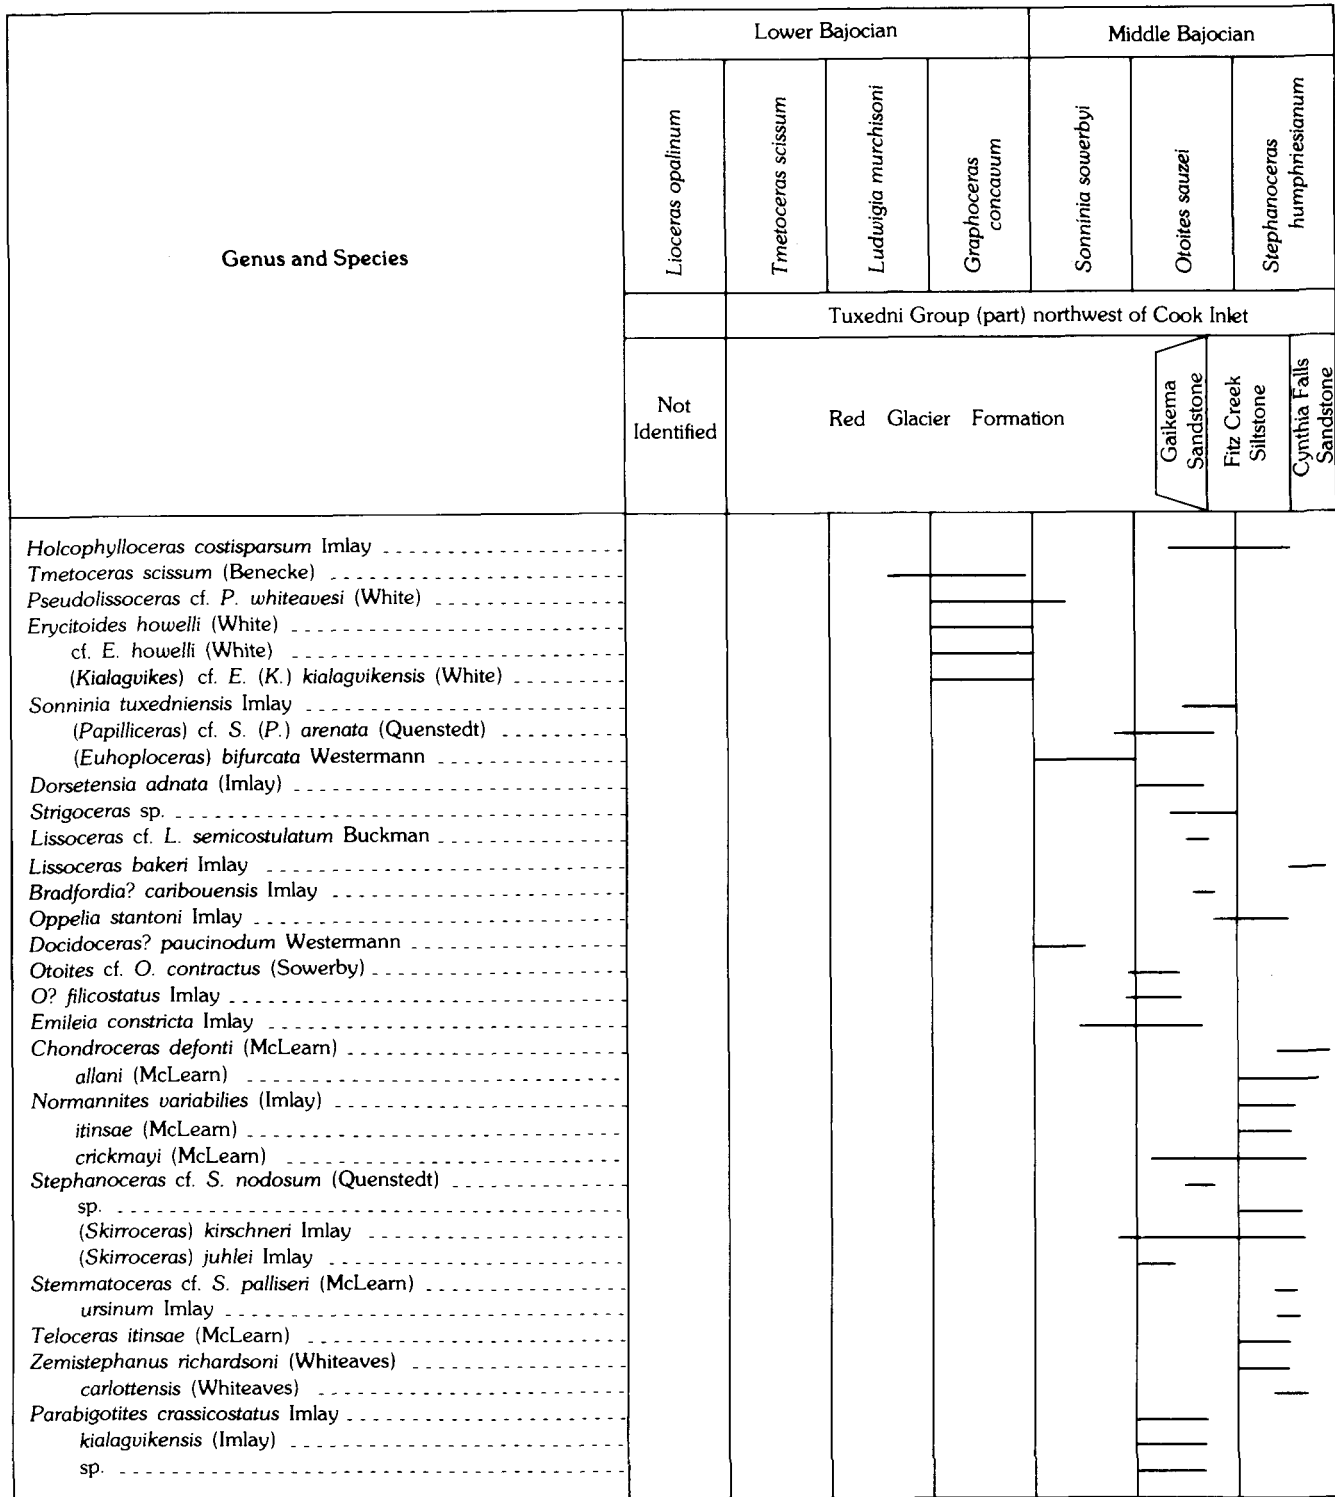 Lower Bajocian
Middle Bajocian
Genus and Species
Lioceras opalinum
Tmetoceras scissum
Ludwigia murchisoni
Graphoceras
concavum
Sonninia sowerbyi
Otoites sauzei
Stephanoceras
humphriesianum
Tuxedni Group (part) northwest of Cook Inlet
Not
Identified
Red Glacier Formation
Gaikema
Sandstone
Fitz Creek
Siltstone
Cynthia Falls
Sandstone
Holcophylloceras costisparsum Imlay
Tmetoceras scissum (Benecke)
Pseudolissoceras cf. P. whiteavesi (White)
Erycitoides howelli (White)
cf. E. howelli (White)
(Kialagvikes) cf. E. (K.) kialagvikensis (White)
Sonninia tuxedniensis Imlay
(Papilliceras) cf. S. (P.) arenata (Quenstedt)
(Euhoploceras) bifurcata Westermann
Dorsetensia adnata (Imlay)
Strigoceras sp.
Lissoceras cf. L. semicostulatum Buckman
Lissoceras bakeri Imlay
Bradfordia? caribouensis Imlay
Oppelia stantoni Imlay
Docidoceras? paucinodum Westermann
Otoites cf. O. contractus (Sowerby)
O? filicostatus Imlay
Emileia constricta Imlay
Chondroceras defonti (McLearn)
allani (McLearn)
Normannites variabilies (Imlay)
itinsae (McLearn)
crickmayi (McLearn)
Stephanoceras cf. S. nodosum (Quenstedt)
sp.
(Skirroceras) kirschneri Imlay
(Skirroceras) juhlei Imlay
Stemmatoceras cf. S. palliseri (McLearn)
ursinum Imlay
Teloceras itinsae (McLearn)
Zemistephanus richardsoni (Whiteaves)
carlottensis (Whiteaves)
Parabigotites crassicostatus Imlay
kialagvikensis (Imlay)
sp.